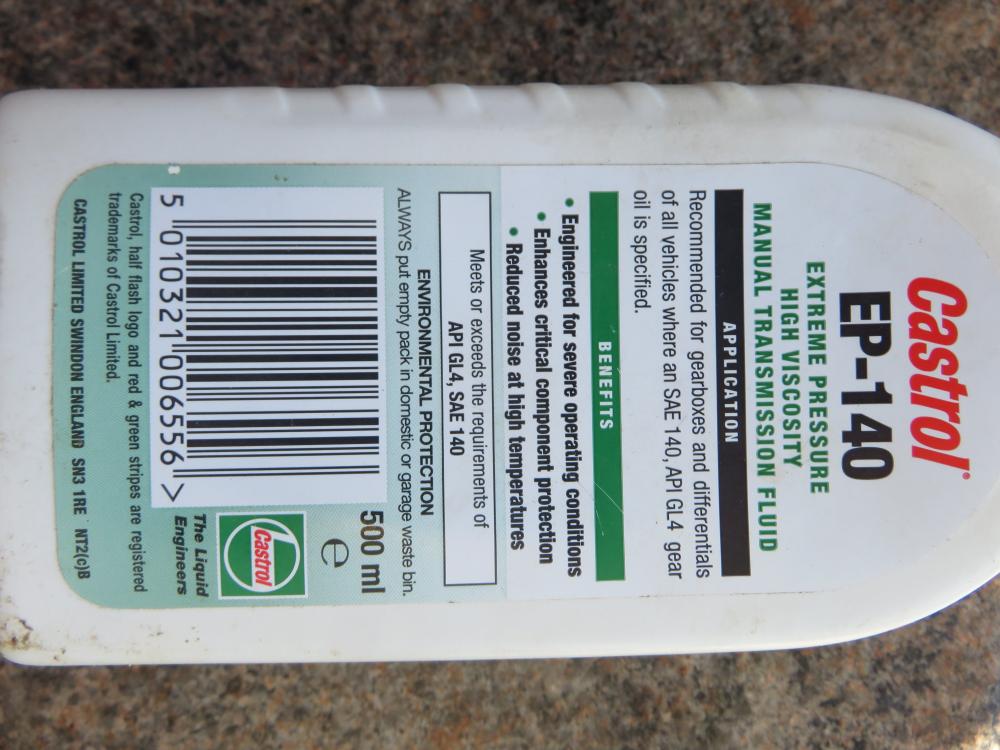 Castrol®
EP-140
EXTREME PRESSURE
HIGH VISCOSITY
MANUAL TRANSMISSION FLUID
APPLICATION
Recommended for gearboxes and differentials
of all vehicles where an SAE 140, API GL4 gear
oil is specified.
BENEFITS
• Engineered for severe operating conditions
• Enhances critical component protection
• Reduced noise at high temperatures
Meets or exceeds the requirements of
API GL4, SAE 140
ENVIRONMENTAL PROTECTION
ALWAYS put empty pack in domestic or garage waste bin.
500 ml
e
5 010321 006556 >
Castrol
The Liquid
Engineers
Castrol, half flash logo and red & green stripes are registered
trademarks of Castrol Limited.
CASTROL LIMITED SWINDON ENGLAND SN3 1RE NT2(c)B